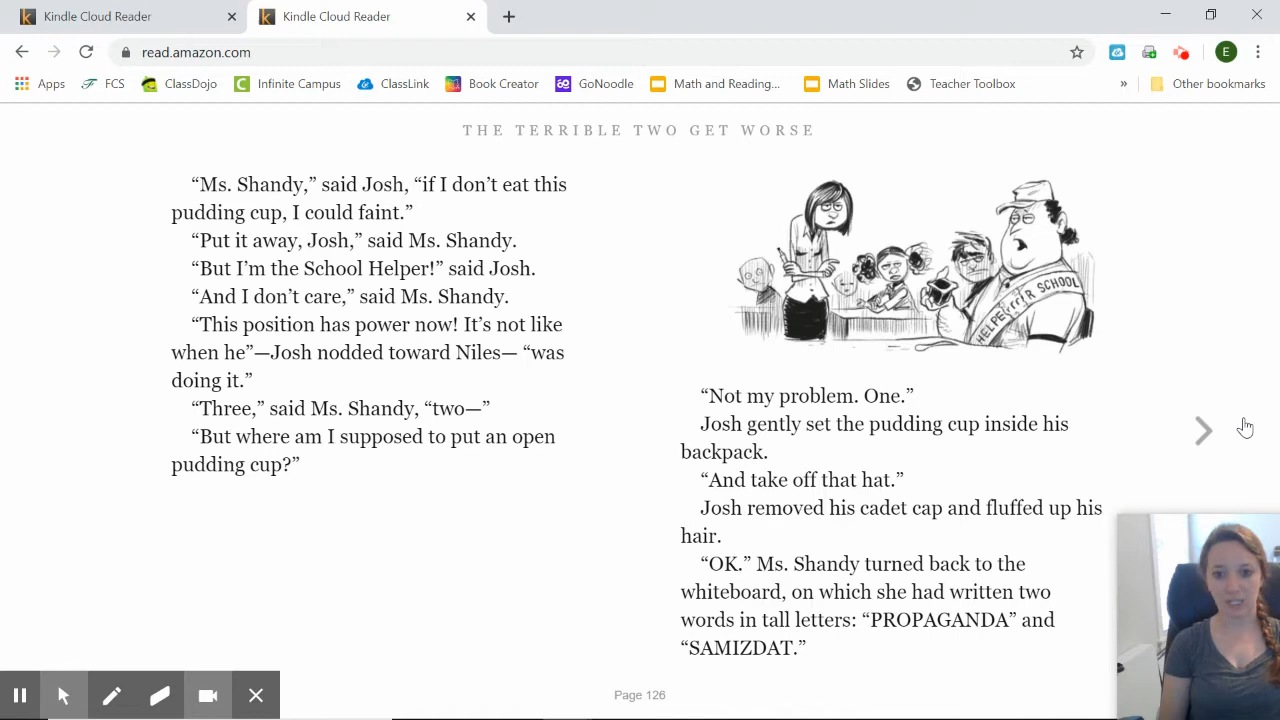 Kindle Cloud Reader
Kindle Cloud Reader
read.amazon.com
E
Apps
FCS
ClassDojo
Infinite Campus
ClassLink
Book Creator
GoNoodle
Math and Reading...
Math Slides
Teacher Toolbox
»
Other bookmarks
THE TERRIBLE TWO GET WORSE
“Ms. Shandy,” said Josh, “if I don’t eat this
pudding cup, I could faint.”
“Put it away, Josh,” said Ms. Shandy.
“But I’m the School Helper!” said Josh.
“And I don’t care,” said Ms. Shandy.
“This position has power now! It’s not like
when he”—Josh nodded toward Niles— “was
doing it.”
“Three,” said Ms. Shandy, “two—”
“But where am I supposed to put an open
pudding cup?”
“Not my problem. One.”
Josh gently set the pudding cup inside his
backpack.
“And take off that hat.”
Josh removed his cadet cap and fluffed up his
hair.
“OK.” Ms. Shandy turned back to the
whiteboard, on which she had written two
words in tall letters: “PROPAGANDA” and
“SAMIZDAT.”
Page 126